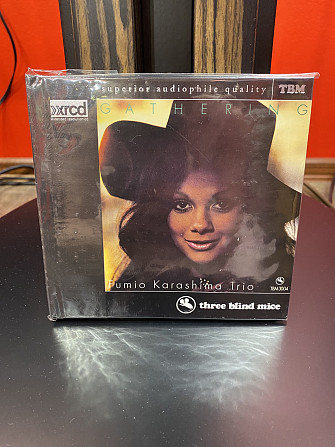 superior audiophile quality TBM
xrcd
GATHERING
Fumio Karashima Trio
TBM 3004
three blind mice